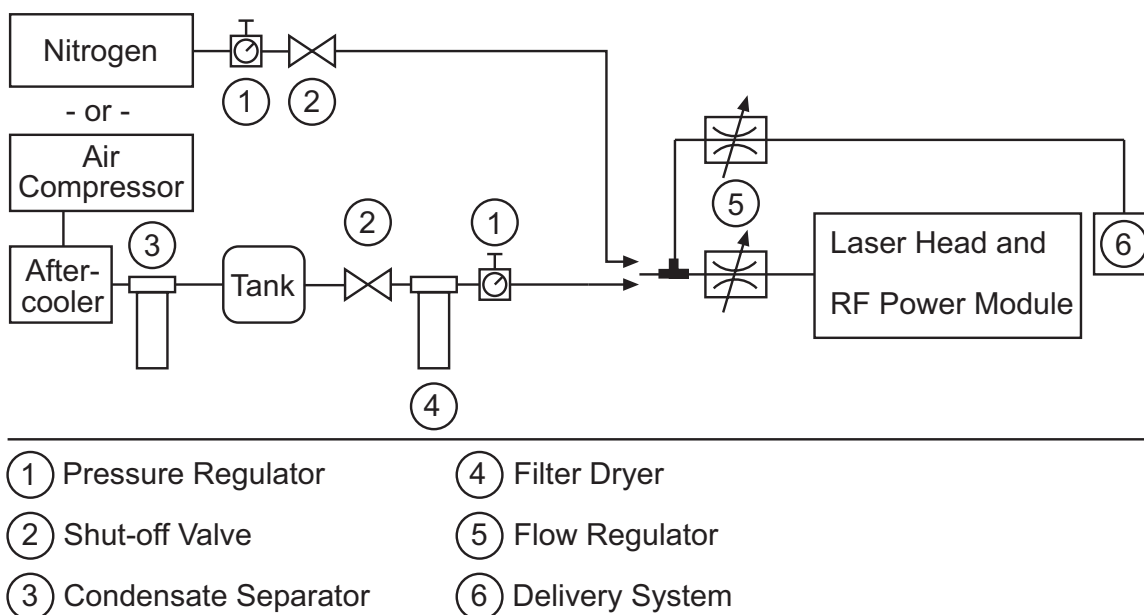 Nitrogen
1
2
- or -
Air
Compressor
After-
cooler
3
Tank
2
4
1
5
Laser Head and
RF Power Module
6
1 Pressure Regulator
2 Shut-off Valve
3 Condensate Separator
4 Filter Dryer
5 Flow Regulator
6 Delivery System